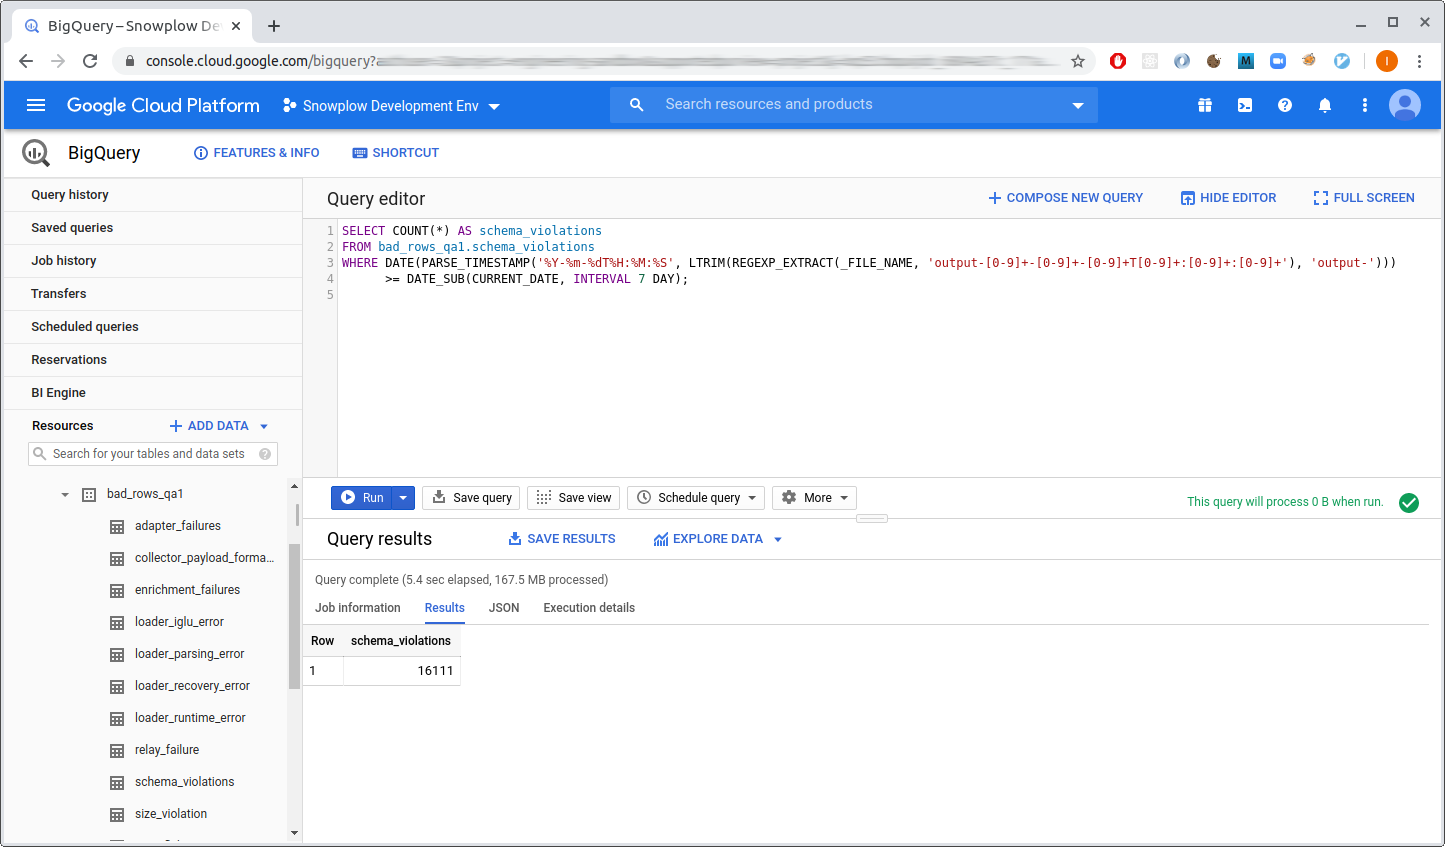 BigQuery – Snowplow De
console.cloud.google.com/bigquery?
M
I
Google Cloud Platform
Snowplow Development Env
Search resources and products
BigQuery
FEATURES & INFO
SHORTCUT
Query history
Saved queries
Job history
Transfers
Scheduled queries
Reservations
BI Engine
Resources
ADD DATA
Search for your tables and data sets
bad_rows_qa1
adapter_failures
collector_payload_forma...
enrichment_failures
loader_iglu_error
loader_parsing_error
loader_recovery_error
loader_runtime_error
relay_failure
schema_violations
size_violation
Query editor
COMPOSE NEW QUERY
HIDE EDITOR
FULL SCREEN
1 SELECT COUNT(*) AS schema_violations
2 FROM bad_rows_qa1.schema_violations
3 WHERE DATE(PARSE_TIMESTAMP('%Y-%m-%dT%H:%M:%S', LTRIM(REGEXP_EXTRACT(_FILE_NAME, 'output-[0-9]+-[0-9]+-[0-9]+T[0-9]+:[0-9]+:[0-9]+'), 'output-')))
4 >= DATE_SUB(CURRENT_DATE, INTERVAL 7 DAY);
5
Run
Save query
Save view
Schedule query
More
This query will process 0 B when run.
Query results
SAVE RESULTS
EXPLORE DATA
Query complete (5.4 sec elapsed, 167.5 MB processed)
Job information Results JSON Execution details
Row schema_violations
1 16111